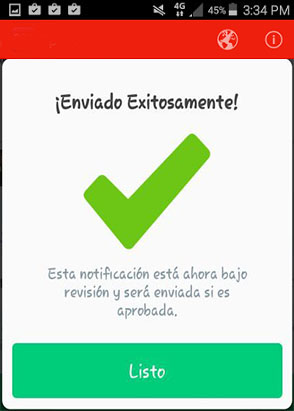 4G 45% 3:34 PM
¡Enviado Exitosamente!
Esta notificación está ahora bajo
revisión y será enviada si es
aprobada.
Listo